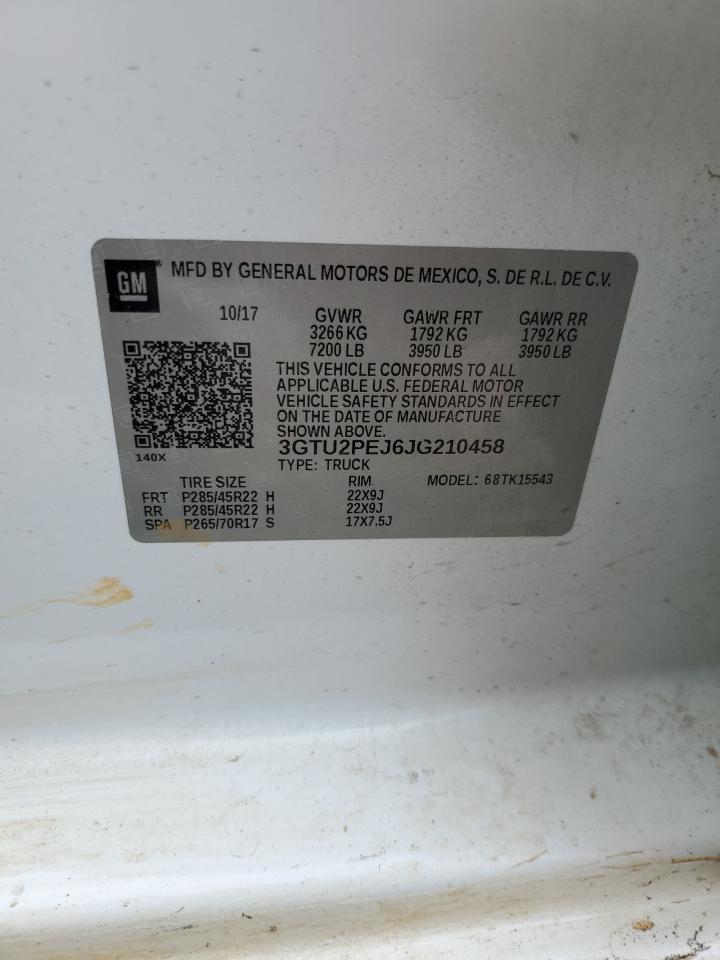 GM® MFD BY GENERAL MOTORS DE MEXICO, S. DE R.L. DE C.V.
10/17 GVWR GAWR FRT GAWR RR
3266 KG 1792 KG 1792 KG
7200 LB 3950 LB 3950 LB
THIS VEHICLE CONFORMS TO ALL
APPLICABLE U.S. FEDERAL MOTOR
VEHICLE SAFETY STANDARDS IN EFFECT
ON THE DATE OF MANUFACTURE
SHOWN ABOVE.
3GTU2PEJ6JG210458
140X
TYPE: TRUCK
TIRE SIZE RIM MODEL: 68TK15543
FRT P285/45R22 H 22X9J
RR P285/45R22 H 22X9J
SPA P265/70R17 S 17X7.5J